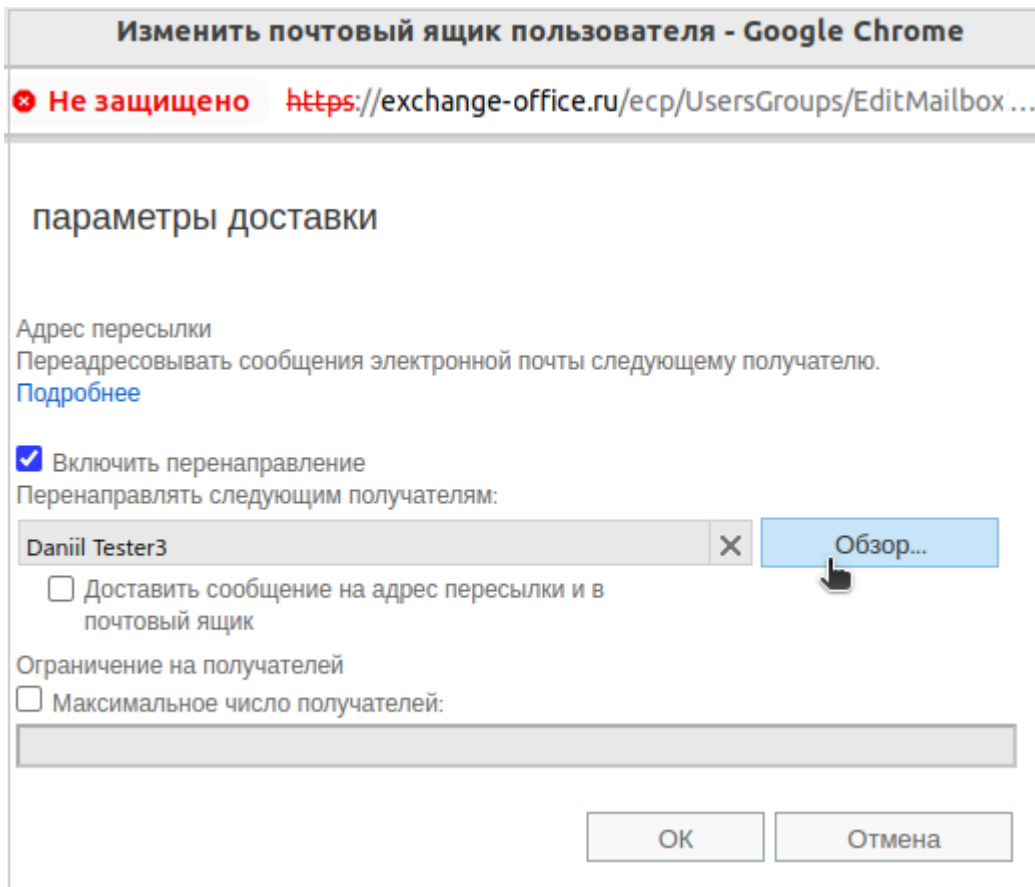 Изменить почтовый ящик пользователя - Google Chrome
Не защищено https://exchange-office.ru/ecp/UsersGroups/EditMailbox...
параметры доставки
Адрес пересылки
Переадресовывать сообщения электронной почты следующему получателю.
Подробнее
Включить перенаправление
Перенаправлять следующим получателям:
Daniil Tester3
Обзор...
Доставить сообщение на адрес пересылки и в
почтовый ящик
Ограничение на получателей
Максимальное число получателей:
ОК Отмена